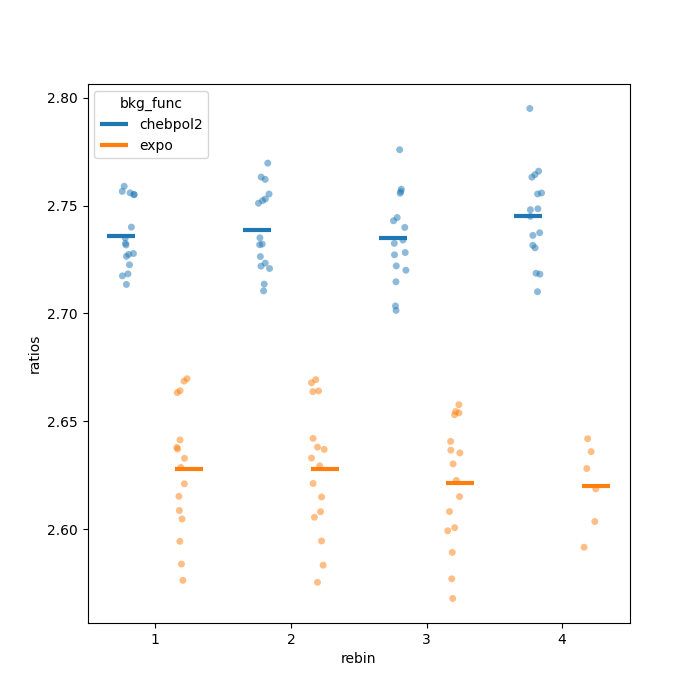 bkg_func
chebpol2
expo
2.80
2.75
2.70
2.65
2.60
ratios
1 2 3 4
rebin